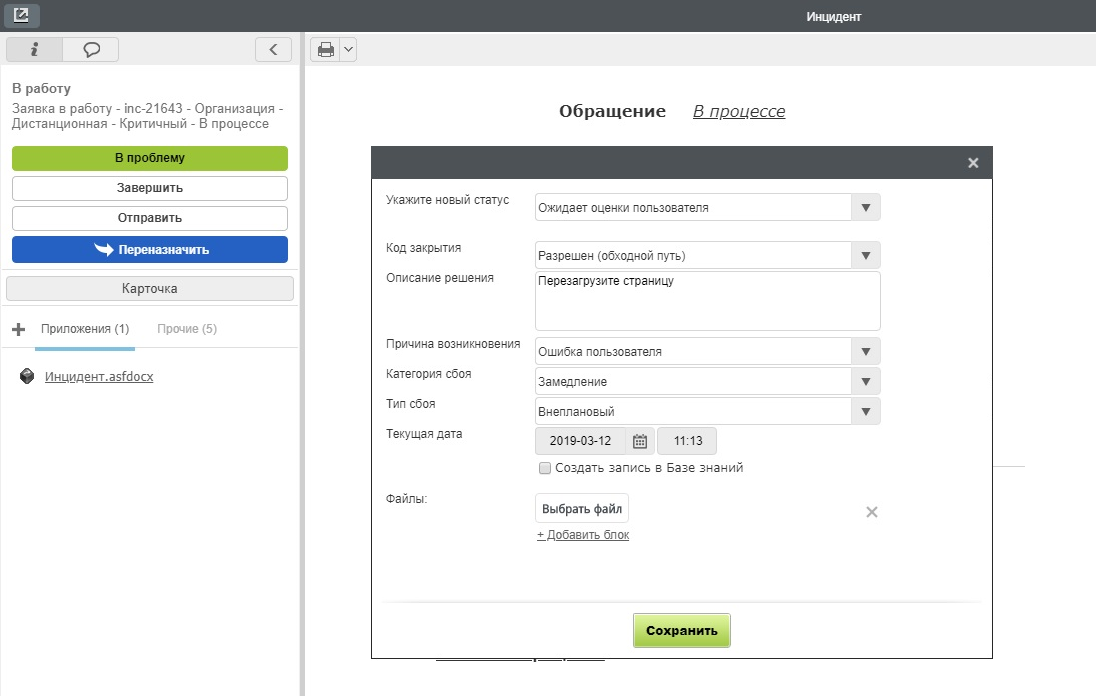 Инцидент
В работу
Заявка в работу - inc-21643 - Организация -
Дистанционная - Критичный - В процессе
В проблему
Завершить
Отправить
Переназначить
Карточка
Приложения (1) Прочие (5)
Инцидент.asfdocx
Обращение В процессе
Укажите новый статус Ожидает оценки пользователя
Код закрытия Разрешен (обходной путь)
Описание решения Перезагрузите страницу
Причина возникновения Ошибка пользователя
Категория сбоя Замедление
Тип сбоя Внеплановый
Текущая дата 2019-03-12 11:13
Создать запись в Базе знаний
Файлы: Выбрать файл
+ Добавить блок
Сохранить